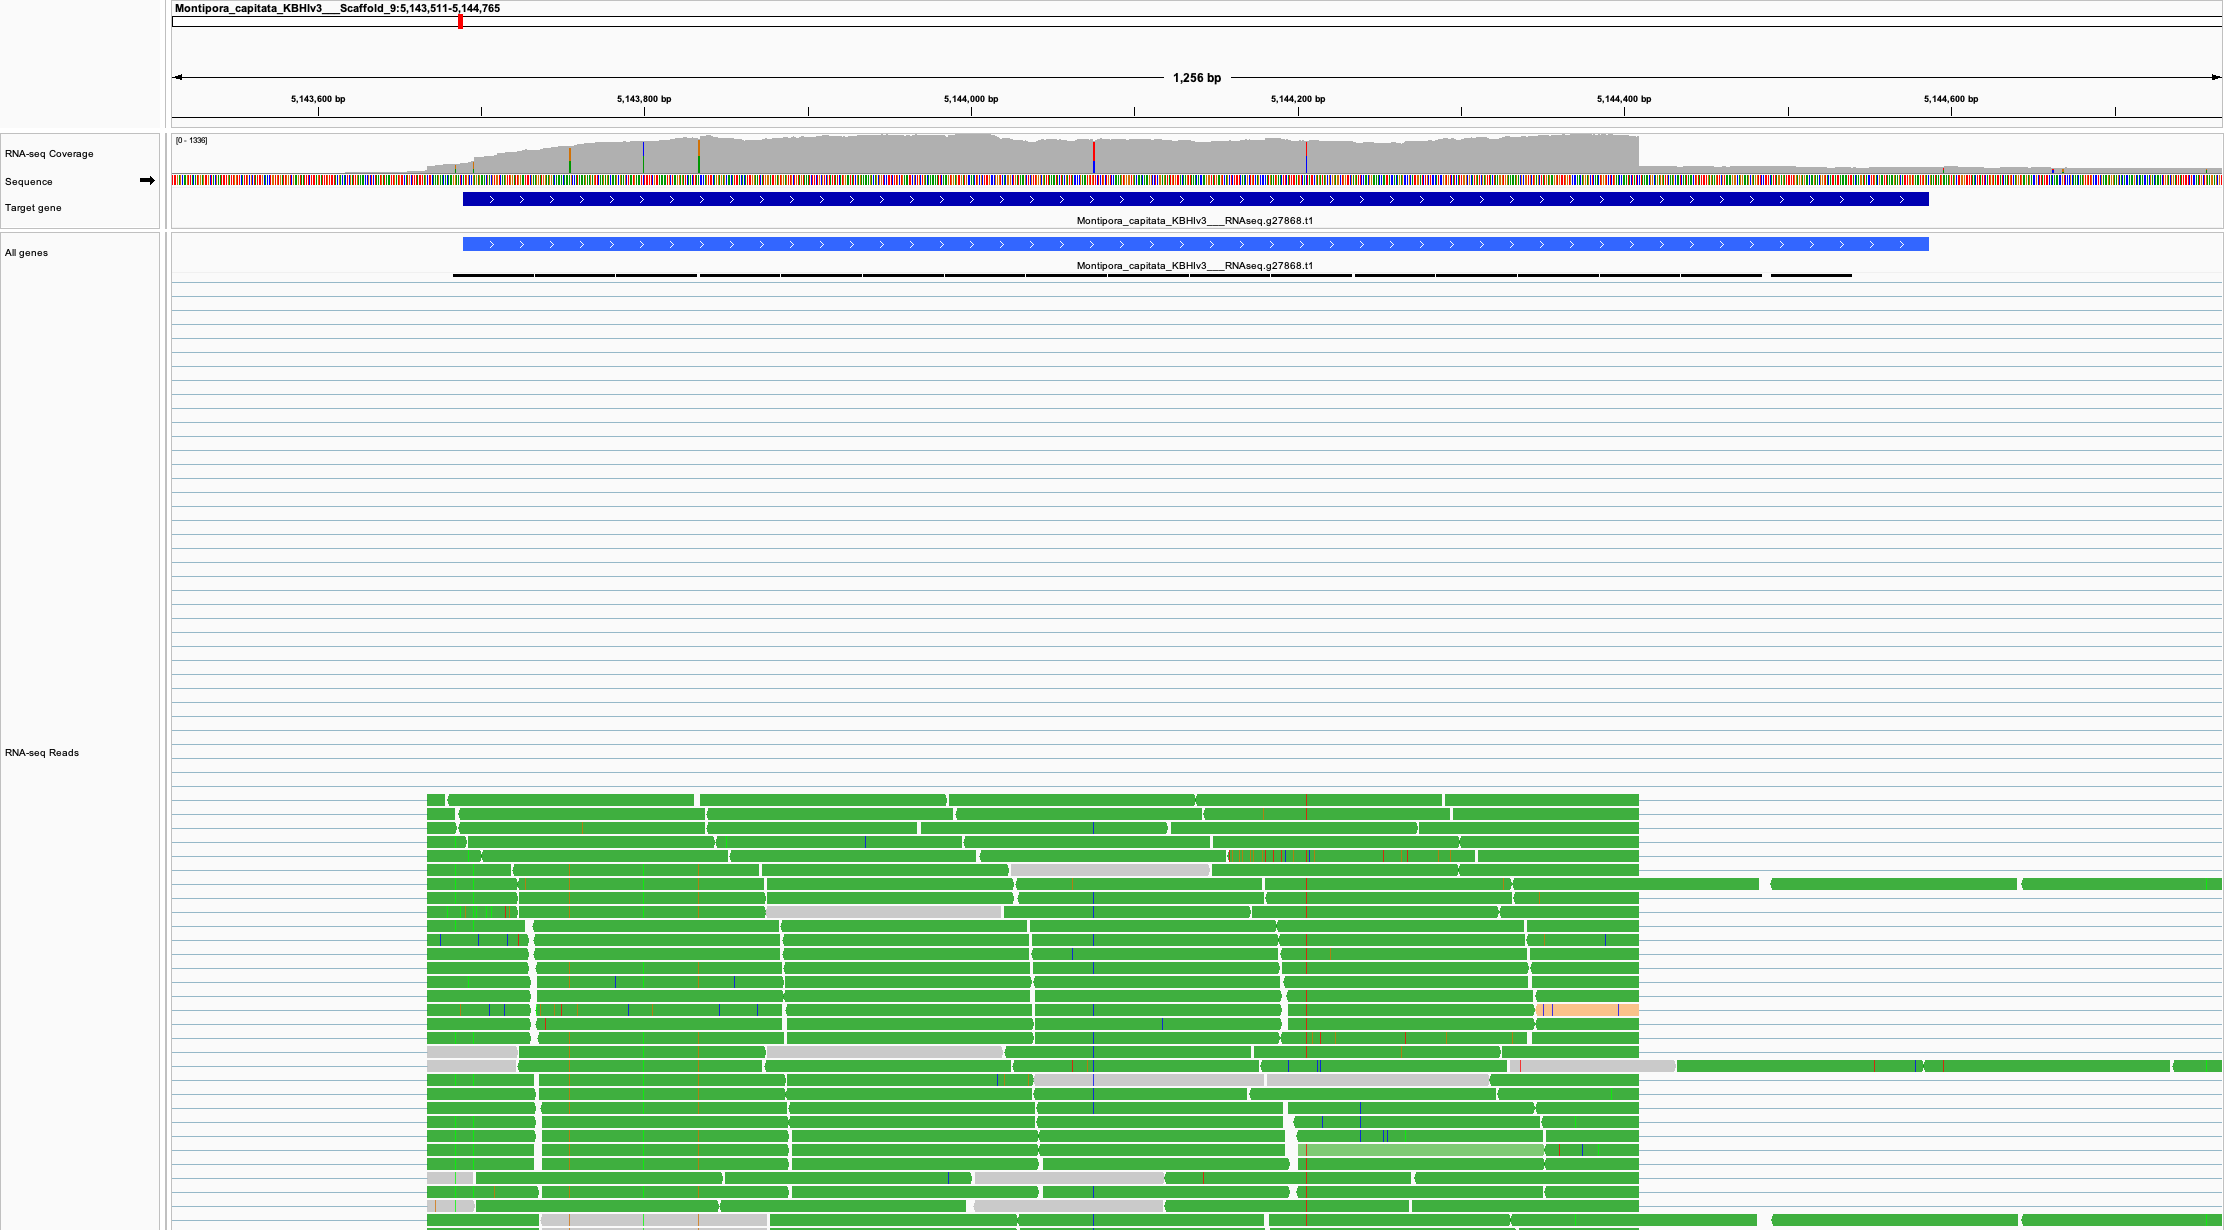 Montipora_capitata_KBHIv3___Scaffold_9:5,143,511-5,144,765
1,256 bp
5,143,600 bp 5,143,800 bp 5,144,000 bp 5,144,200 bp 5,144,400 bp 5,144,600 bp
[0 - 1336]
RNA-seq Coverage
Sequence
Target gene
Montipora_capitata_KBHIv3___RNAseq.g27868.t1
All genes
Montipora_capitata_KBHIv3___RNAseq.g27868.t1
RNA-seq Reads